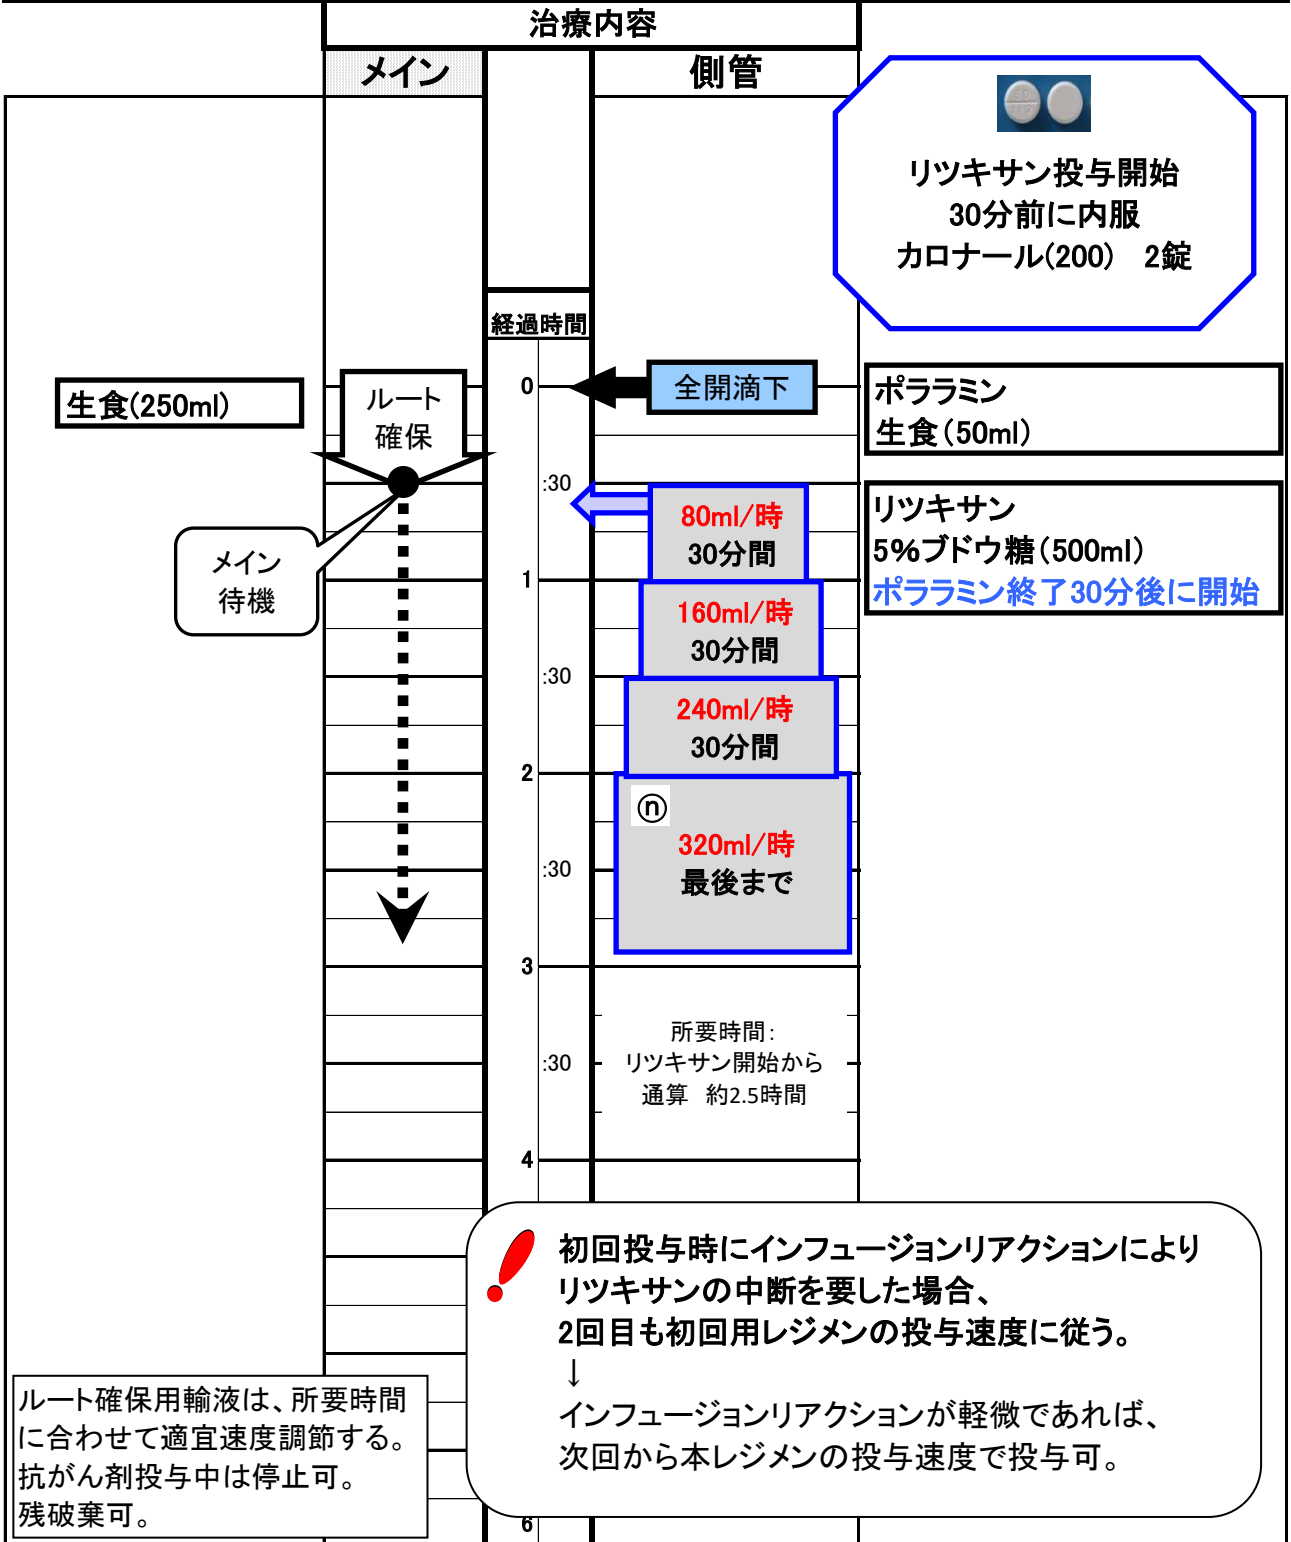 治療内容
メイン
側管
リツキサン投与開始
30分前に内服
カロナール(200)　2錠
経過時間
0
全開滴下
生食(250ml)
ルート
確保
ポララミン
生食(50ml)
:30
80ml/時
30分間
リツキサン
5%ブドウ糖(500ml)
ポララミン終了30分後に開始
メイン
待機
1
160ml/時
30分間
:30
240ml/時
30分間
2
ⓝ
320ml/時
最後まで
:30
3
所要時間:
リツキサン開始から
通算　約2.5時間
:30
4
初回投与時にインフュージョンリアクションにより
リツキサンの中断を要した場合、
2回目も初回用レジメンの投与速度に従う。
↓
インフュージョンリアクションが軽微であれば、
次回から本レジメンの投与速度で投与可。
ルート確保用輸液は、所要時間
に合わせて適宜速度調節する。
抗がん剤投与中は停止可。
残破棄可。
6